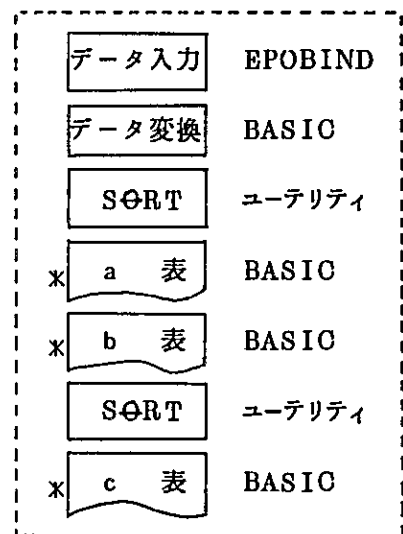 データ入力 EPOBIND
データ変換 BASIC
SORT ユーテリティ
* a 表 BASIC
* b 表 BASIC
SORT ユーテリティ
* c 表 BASIC